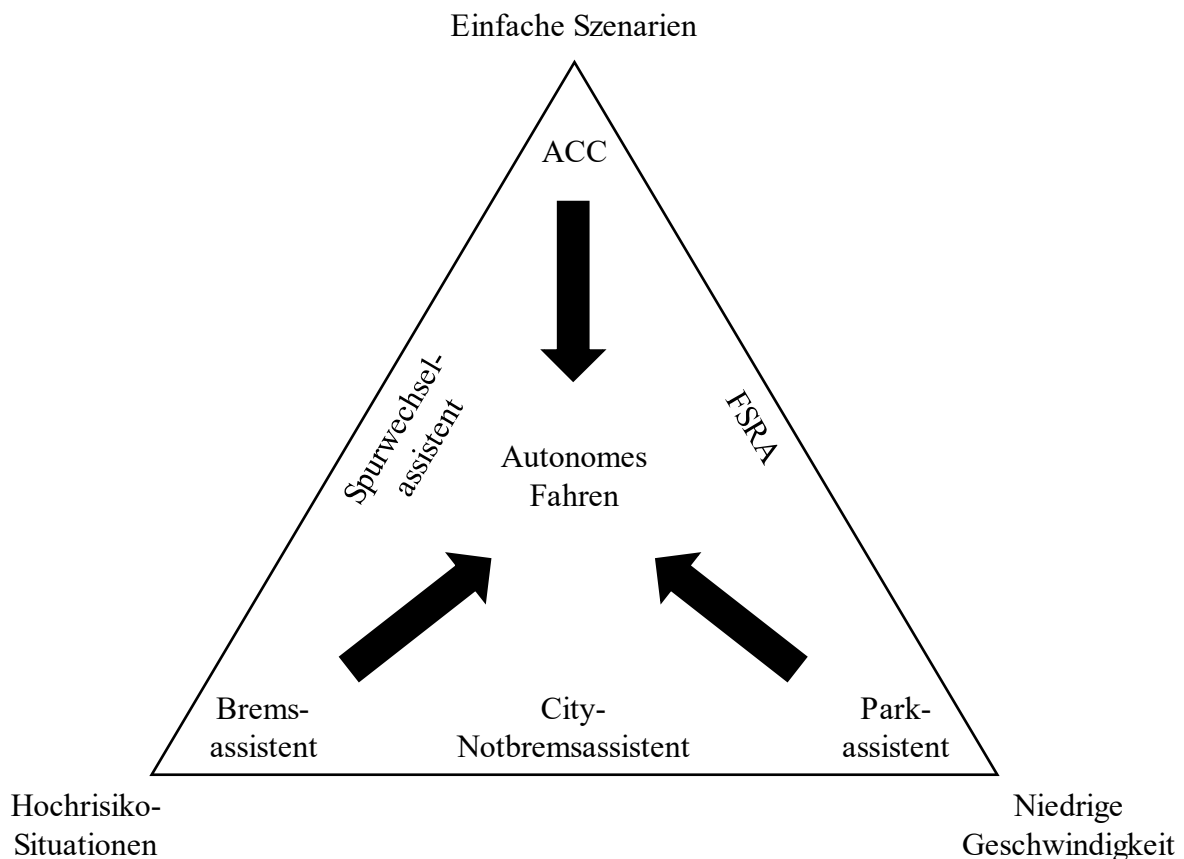 Einfache Szenarien
ACC
Spurwechsel-
assistent
FSRA
Autonomes
Fahren
Brems-
assistent
City-
Notbremsassistent
Park-
assistent
Hochrisiko-
Situationen
Niedrige
Geschwindigkeit